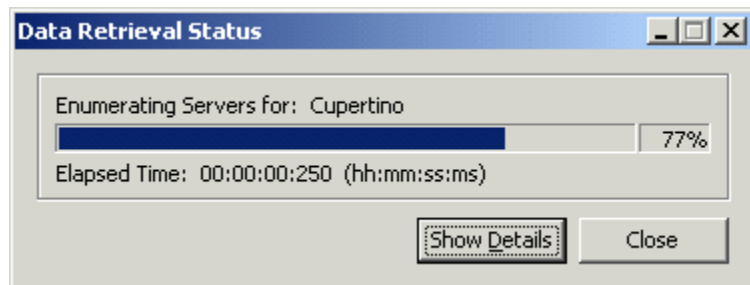 Data Retrieval Status
Enumerating Servers for: Cupertino
77%
Elapsed Time: 00:00:00:250 (hh:mm:ss:ms)
Show Details Close